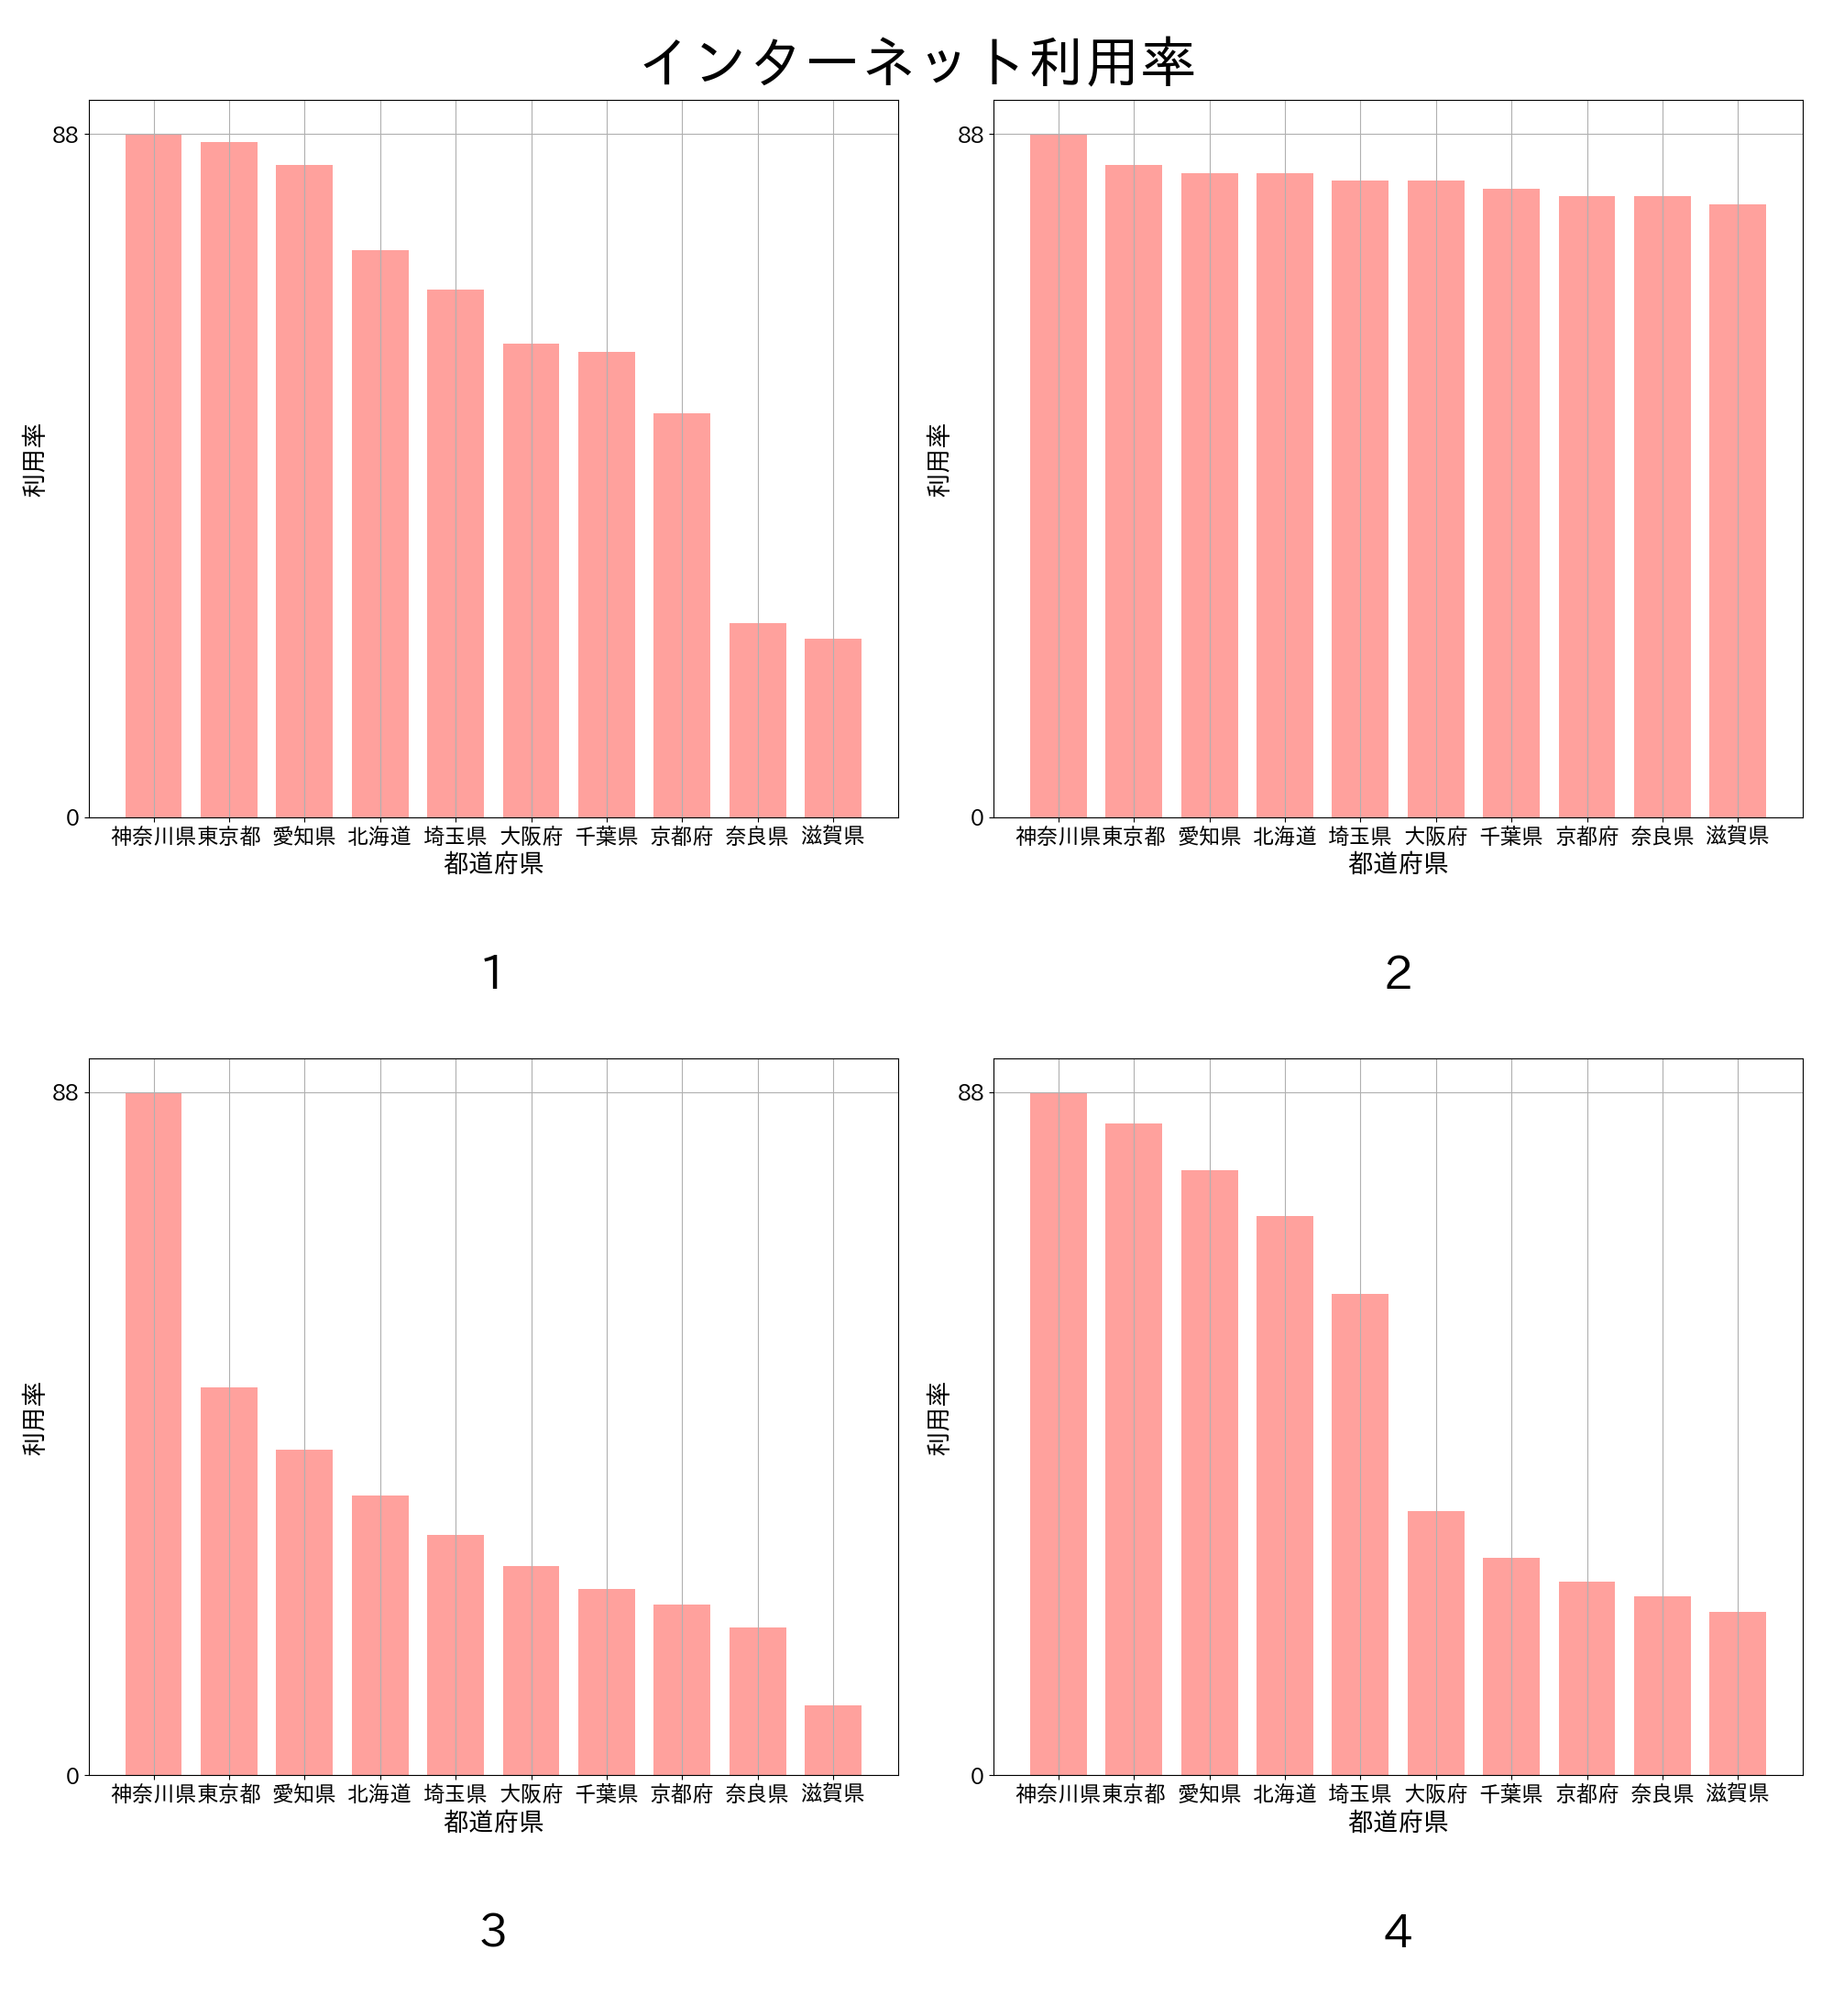 インターネット利用率
88
0
利用率
神奈川県 東京都 愛知県 北海道 埼玉県 大阪府 千葉県 京都府 奈良県 滋賀県
都道府県
1
88
0
利用率
神奈川県 東京都 愛知県 北海道 埼玉県 大阪府 千葉県 京都府 奈良県 滋賀県
都道府県
2
88
0
利用率
神奈川県 東京都 愛知県 北海道 埼玉県 大阪府 千葉県 京都府 奈良県 滋賀県
都道府県
3
88
0
利用率
神奈川県 東京都 愛知県 北海道 埼玉県 大阪府 千葉県 京都府 奈良県 滋賀県
都道府県
4